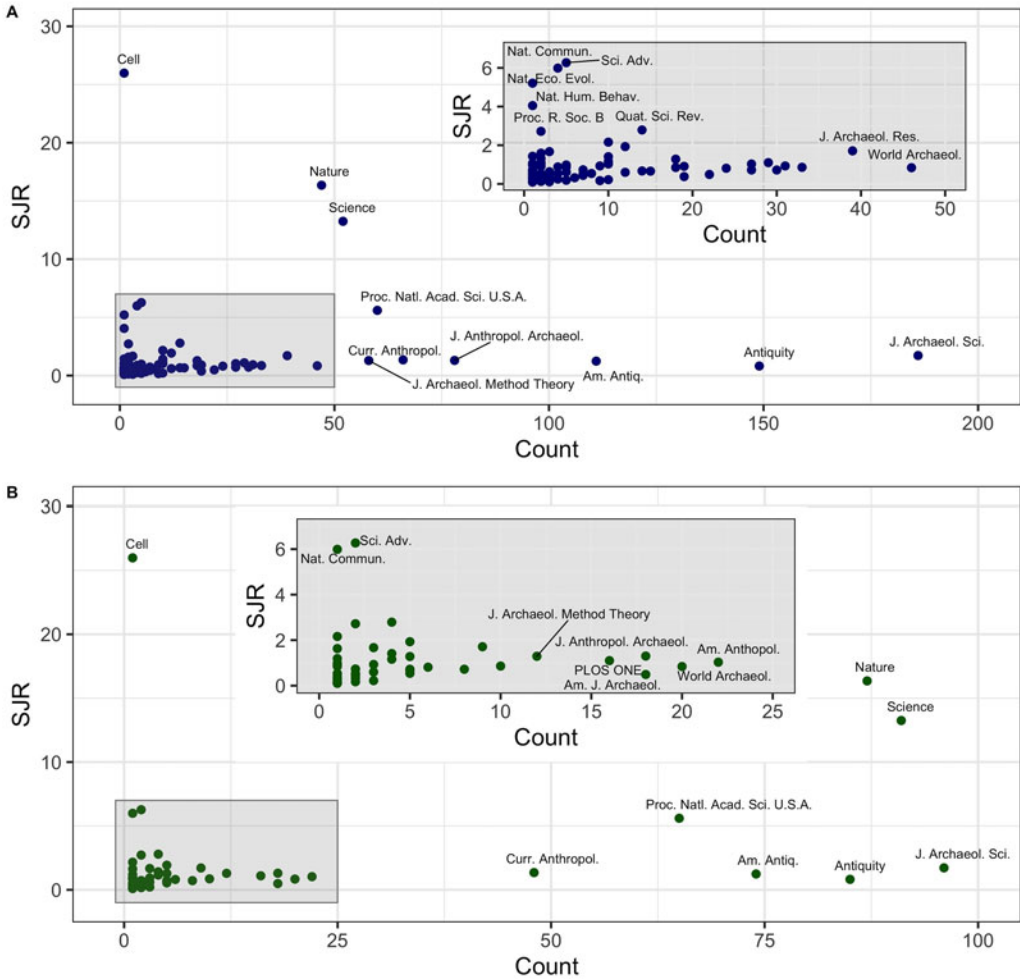 A
30
20
10
0
SJR
Cell
Nature
Science
Proc. Natl. Acad. Sci. U.S.A.
J. Anthropol. Archaeol.
Curr. Anthropol.
J. Archaeol. Method Theory
Am. Antiq.
Antiquity
J. Archaeol. Sci.
0 50 100 150 200
Count
Nat. Commun.
Sci. Adv.
Nat. Eco. Evol.
Nat. Hum. Behav.
Proc. R. Soc. B
Quat. Sci. Rev.
J. Archaeol. Res.
World Archaeol.
6
4
2
0
SJR
0 10 20 30 40 50
Count
B
30
20
10
0
SJR
Cell
Nature
Science
Proc. Natl. Acad. Sci. U.S.A.
Curr. Anthropol.
Am. Antiq.
Antiquity
J. Archaeol. Sci.
0 25 50 75 100
Count
Sci. Adv.
Nat. Commun.
J. Archaeol. Method Theory
J. Anthropol. Archaeol.
Am. Anthopol.
PLOS ONE
World Archaeol.
Am. J. Archaeol.
6
4
2
0
SJR
0 5 10 15 20 25
Count